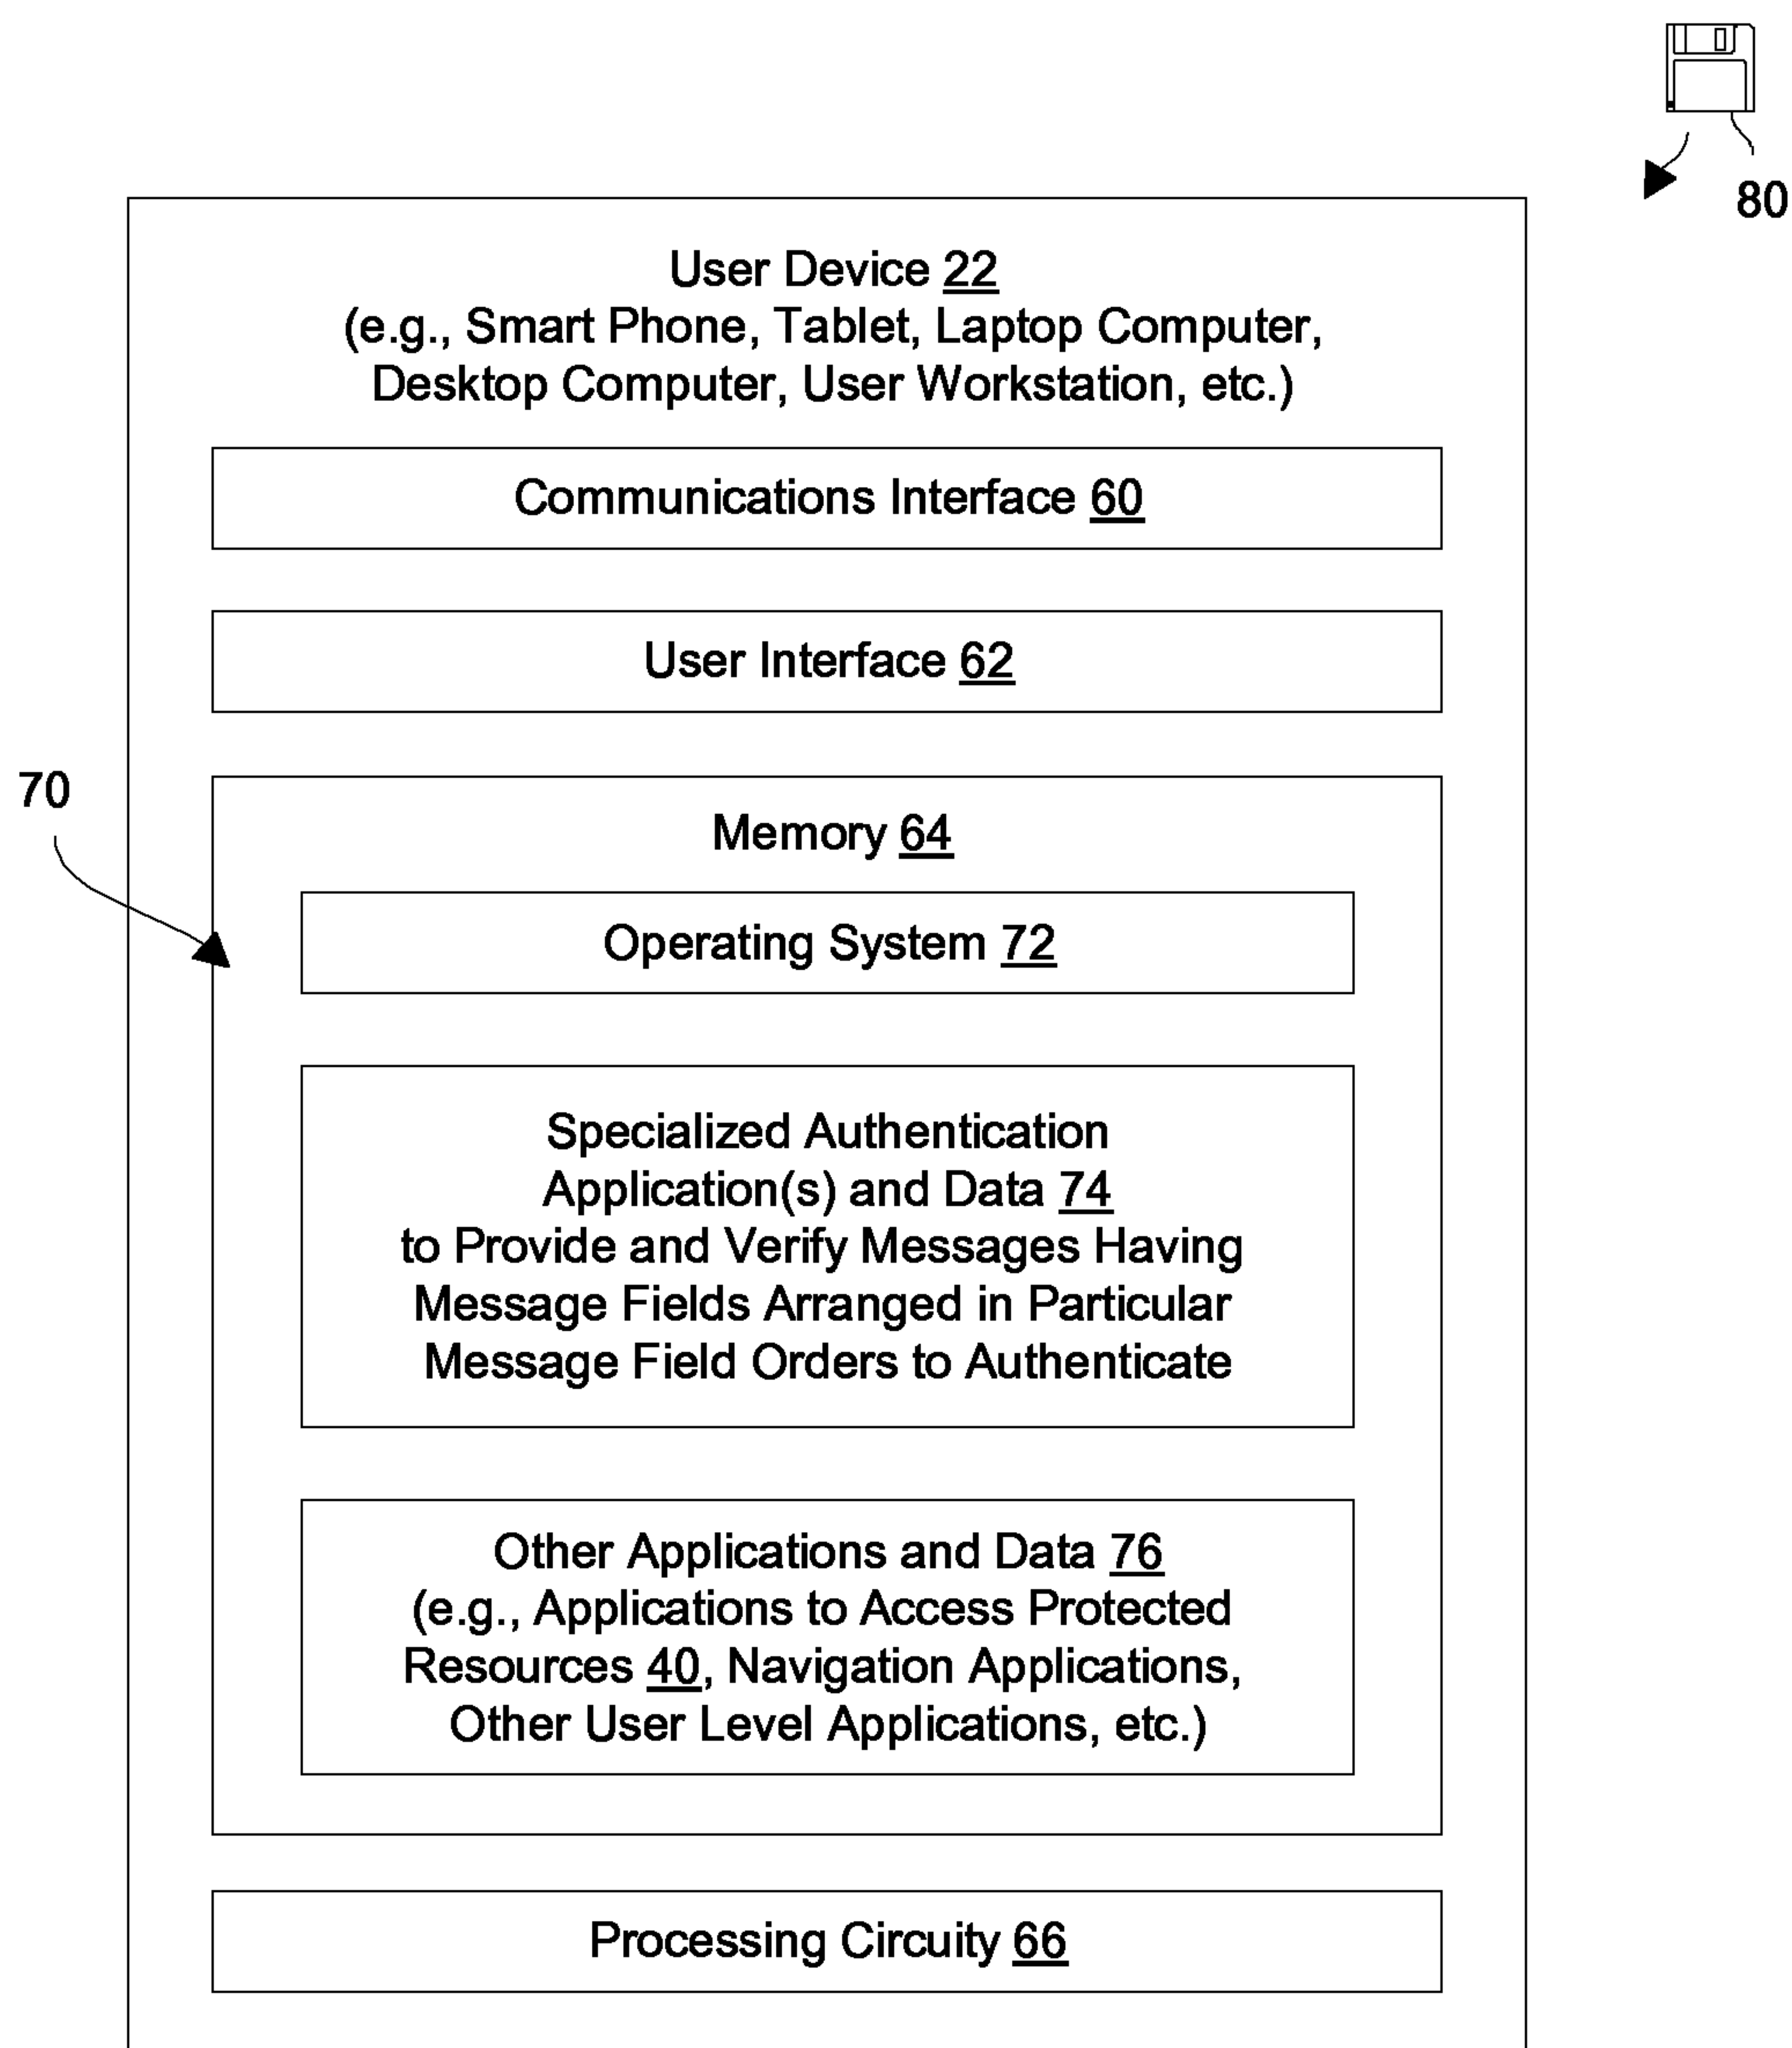 80
User Device 22
(e.g., Smart Phone, Tablet, Laptop Computer,
Desktop Computer, User Workstation, etc.)
Communications Interface 60
User Interface 62
70
Memory 64
Operating System 72
Specialized Authentication
Application(s) and Data 74
to Provide and Verify Messages Having
Message Fields Arranged in Particular
Message Field Orders to Authenticate
Other Applications and Data 76
(e.g., Applications to Access Protected
Resources 40, Navigation Applications,
Other User Level Applications, etc.)
Processing Circuity 66